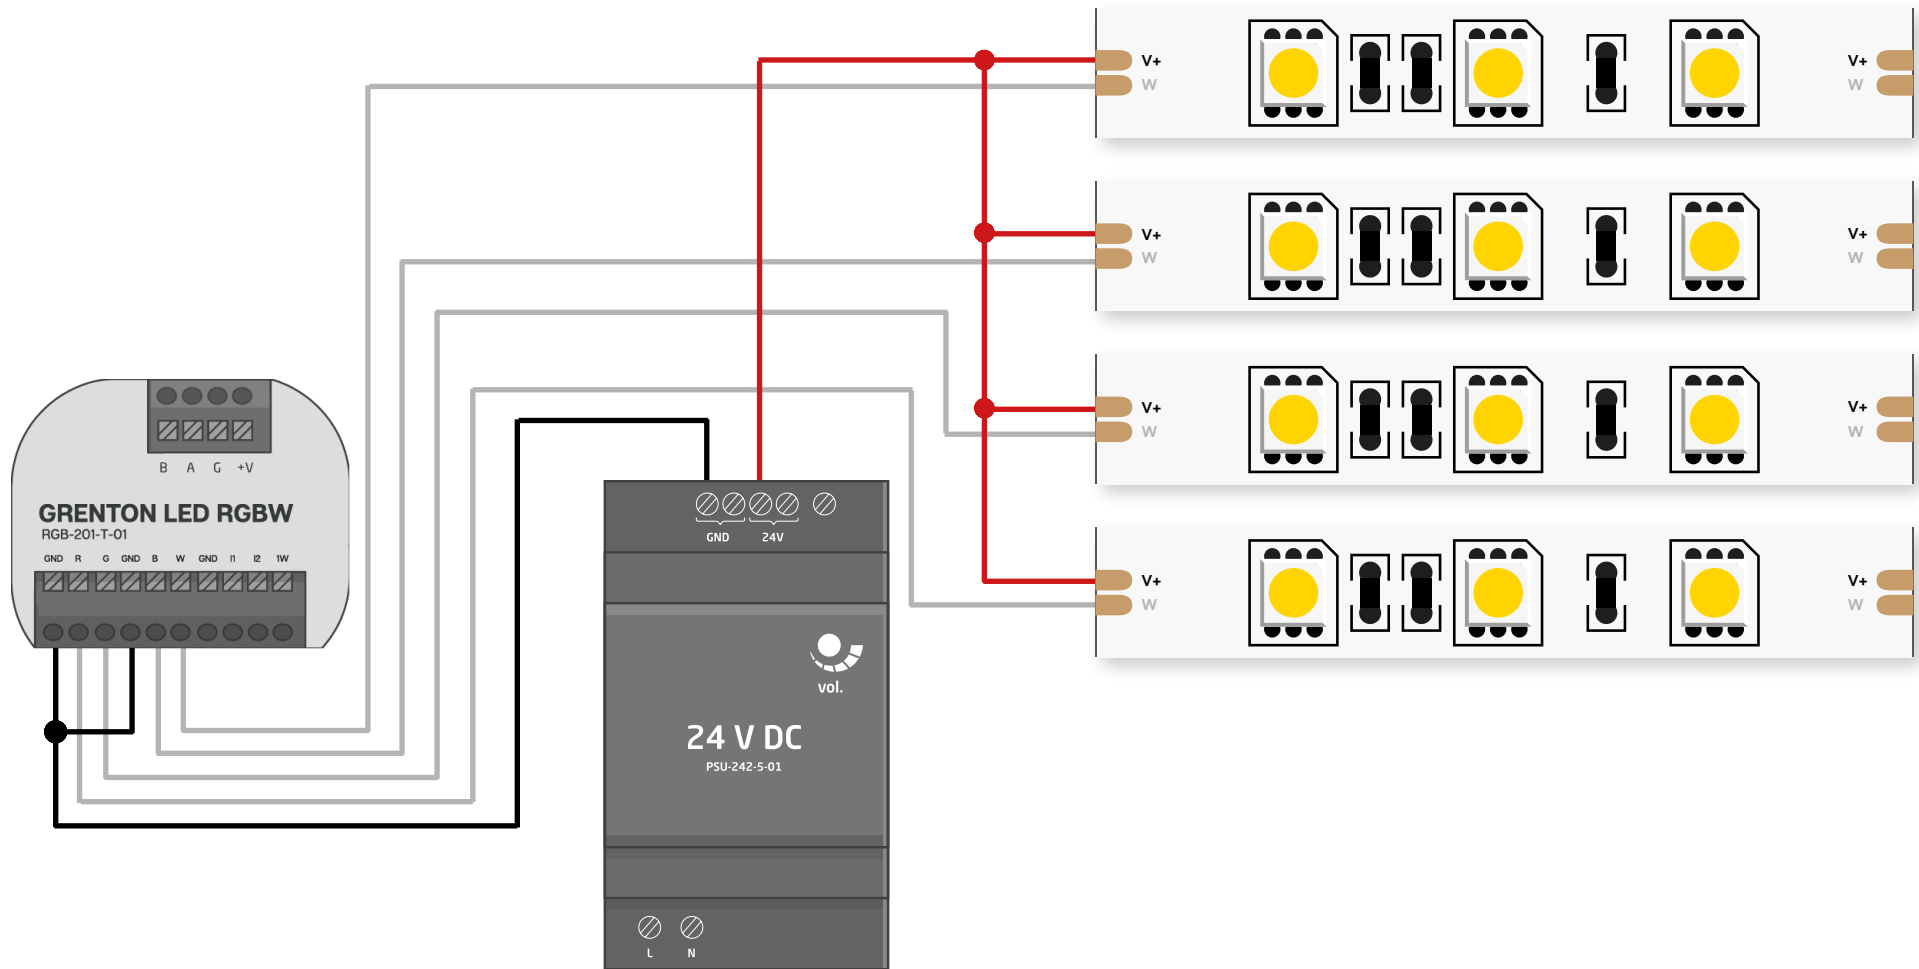 V+ V+
W W
V+ V+
W W
V+ V+
W W
B A G +V
GRENTON LED RGBW
RGB-201-T-01
GND R G GND B W GND I1 I2 1W
GND 24V
V+ V+
W W
vol.
24 V DC
PSU-242-5-01
L N